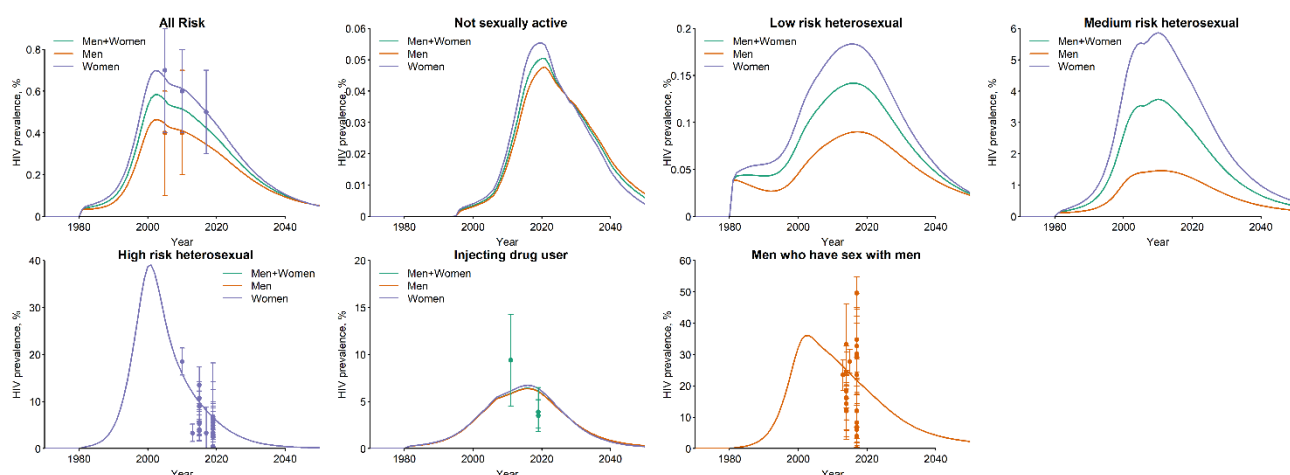 All Risk
HIV prevalence, %
0.8
0.6
0.4
0.2
0
Men+Women
Men
Women
1980
2000
2020
2040
Year
Not sexually active
HIV prevalence, %
0.06
0.05
0.04
0.03
0.02
0.01
0
Men+Women
Men
Women
1980
2000
2020
2040
Year
Low risk heterosexual
HIV prevalence, %
0.2
0.15
0.1
0.05
0
Men+Women
Men
Women
1980
2000
2020
2040
Year
Medium risk heterosexual
HIV prevalence, %
6
5
4
3
2
1
0
Men+Women
Men
Women
1980
2000
2020
2040
Year
High risk heterosexual
HIV prevalence, %
40
30
20
10
0
Men+Women
Men
Women
1980
2000
2020
2040
Year
Injecting drug user
HIV prevalence, %
20
15
10
5
0
Men+Women
Men
Women
1980
2000
2020
2040
Year
Men who have sex with men
HIV prevalence, %
60
50
40
30
20
10
0
1980
2000
2020
2040
Year